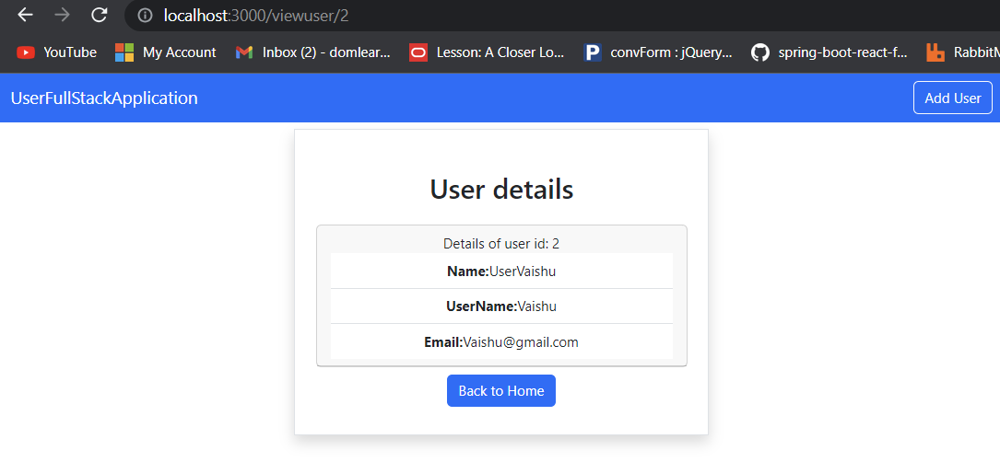 localhost:3000/viewuser/2
YouTube My Account Inbox (2) - domlear... Lesson: A Closer Lo... convForm : jQuery... spring-boot-react-f... RabbitM
UserFullStackApplication Add User
User details
Details of user id: 2
Name:UserVaishu
UserName:Vaishu
Email:Vaishu@gmail.com
Back to Home